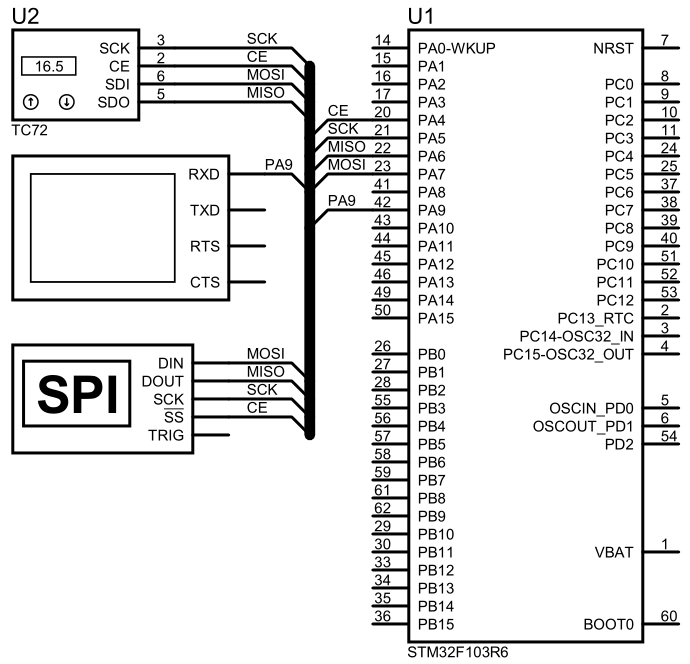 U2
SCK 3 SCK
CE 2 CE
16.5
SDI 6 MOSI
SDO 5 MISO
TC72
RXD PA9
TXD
RTS
CTS
SPI
DIN MOSI
DOUT MISO
SCK SCK
SS CE
TRIG
U1
14 PA0-WKUP NRST 7
15 PA1
16 PA2 PC0 8
17 PA3 PC1 9
CE 20 PA4 PC2 10
SCK 21 PA5 PC3 11
MISO 22 PA6 PC4 24
MOSI 23 PA7 PC5 25
41 PA8 PC6 37
PA9 42 PA9 PC7 38
43 PA10 PC8 39
44 PA11 PC9 40
45 PA12 PC10 51
46 PA13 PC11 52
49 PA14 PC12 53
50 PA15 PC13_RTC 2
PC14-OSC32_IN 3
26 PB0 PC15-OSC32_OUT 4
27 PB1
28 PB2
55 PB3 OSCIN_PD0 5
56 PB4 OSCOUT_PD1 6
57 PB5 PD2 54
58 PB6
59 PB7
61 PB8
62 PB9
29 PB10
30 PB11 VBAT 1
33 PB12
34 PB13
35 PB14
36 PB15 BOOT0 60
STM32F103R6